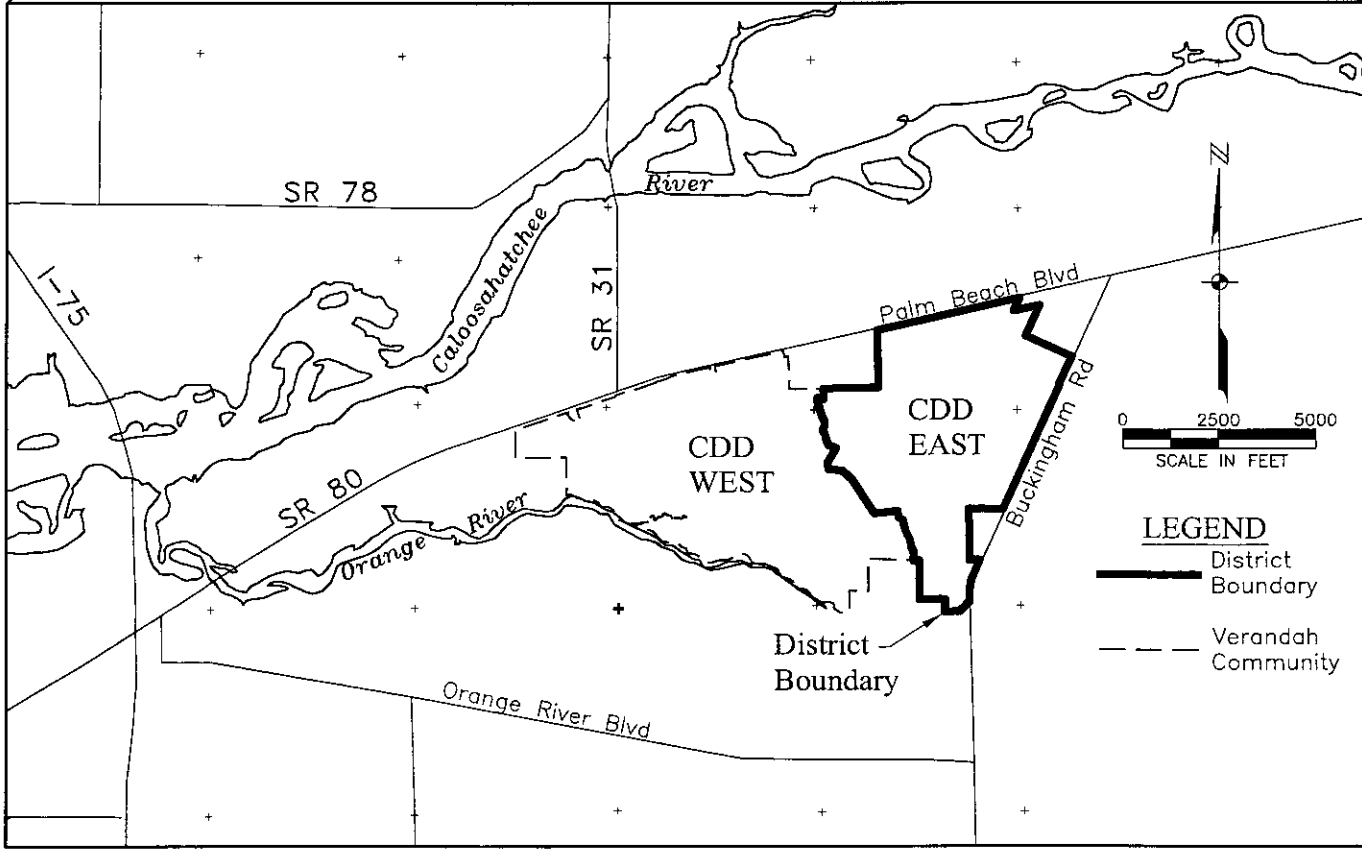 N
SR 78
River
I-75
Caloosahatchee
SR 31
Palm Beach Blvd
Buckingham Rd
0 2500 5000
SCALE IN FEET
CDD
EAST
CDD
WEST
SR 80
Orange River
LEGEND
District
Boundary
Verandah
Community
District
Boundary
Orange River Blvd